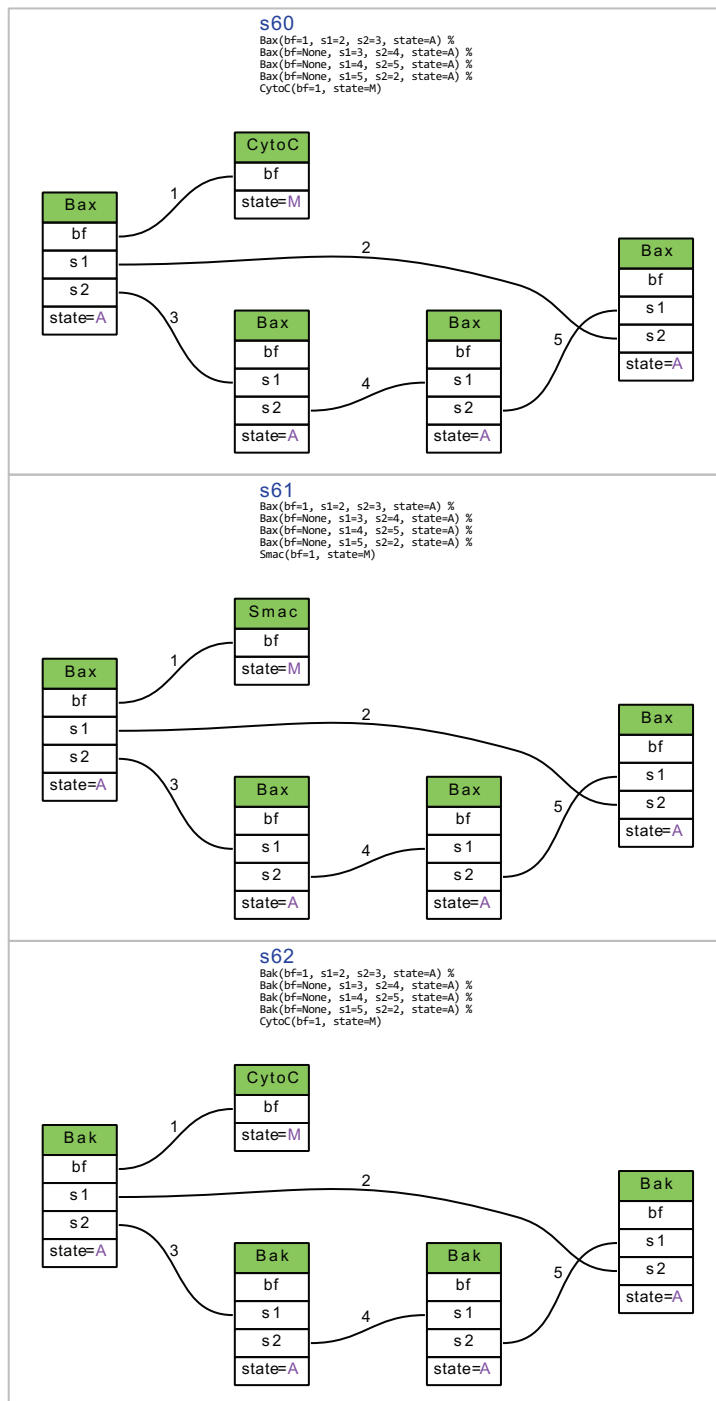 s60
Bax(bf=1, s1=2, s2=3, state=A) %
Bax(bf=None, s1=3, s2=4, state=A) %
Bax(bf=None, s1=4, s2=5, state=A) %
Bax(bf=None, s1=5, s2=2, state=A) %
CytoC(bf=1, state=M)
CytoC
bf
state=M
1
Bax
bf
s1
s2
state=A
2
3
Bax
bf
s1
s2
state=A
4
Bax
bf
s1
s2
state=A
5
Bax
bf
s1
s2
state=A
s61
Bax(bf=1, s1=2, s2=3, state=A) %
Bax(bf=None, s1=3, s2=4, state=A) %
Bax(bf=None, s1=4, s2=5, state=A) %
Bax(bf=None, s1=5, s2=2, state=A) %
Smac(bf=1, state=M)
Smac
bf
state=M
1
Bax
bf
s1
s2
state=A
2
3
Bax
bf
s1
s2
state=A
4
Bax
bf
s1
s2
state=A
5
Bax
bf
s1
s2
state=A
s62
Bak(bf=1, s1=2, s2=3, state=A) %
Bak(bf=None, s1=3, s2=4, state=A) %
Bak(bf=None, s1=4, s2=5, state=A) %
Bak(bf=None, s1=5, s2=2, state=A) %
CytoC(bf=1, state=M)
CytoC
bf
state=M
1
Bak
bf
s1
s2
state=A
2
3
Bak
bf
s1
s2
state=A
4
Bak
bf
s1
s2
state=A
5
Bak
bf
s1
s2
state=A